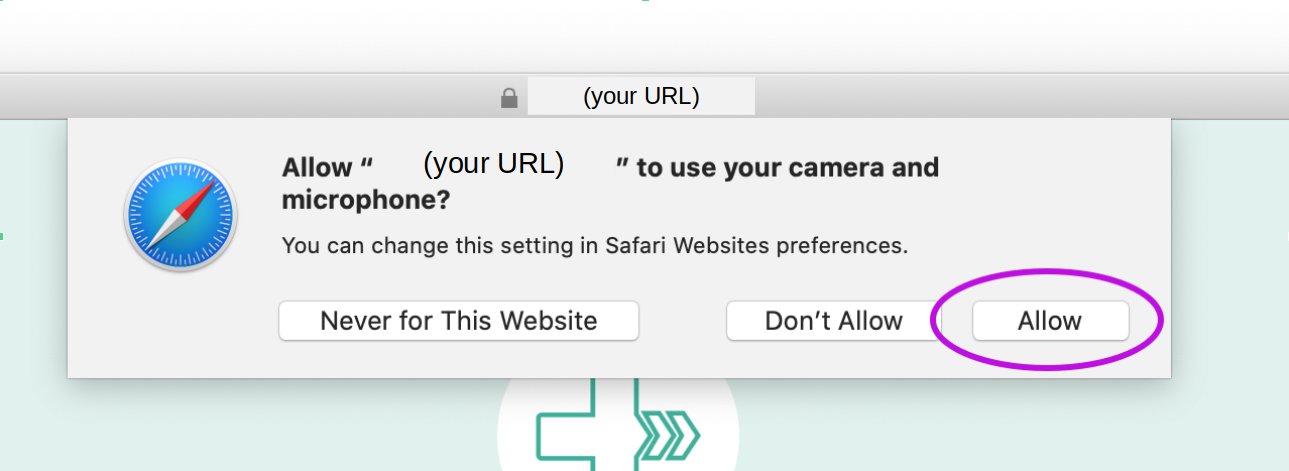 (your URL)
Allow “ (your URL) ” to use your camera and
microphone?
You can change this setting in Safari Websites preferences.
Never for This Website Don’t Allow Allow